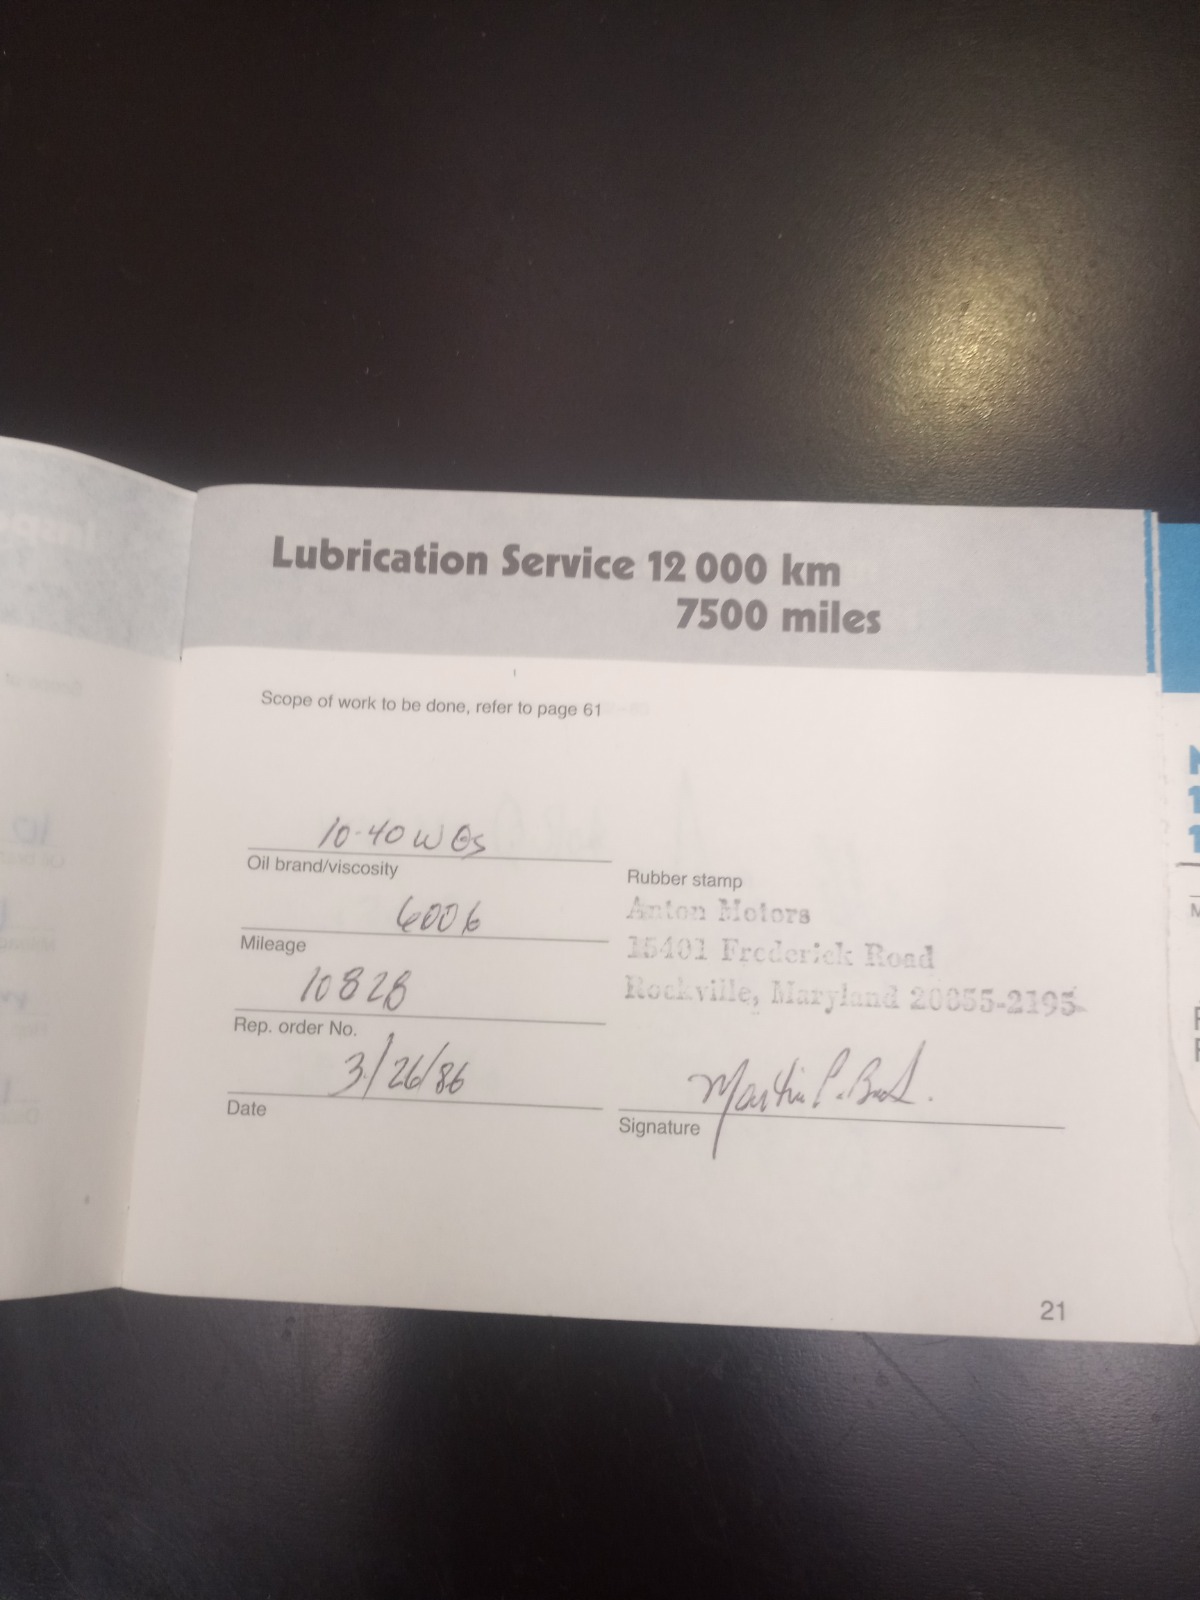 Lubrication Service 12 000 km
7500 miles
Scope of work to be done, refer to page 61
10-40 W
Oil brand/viscosity
6006
Mileage
10828
Rep. order No.
3/26/86
Date
Rubber stamp
Anton Motors
15401 Frederick Road
Rockville, Maryland 20855-2195
Martin P.
Signature
21